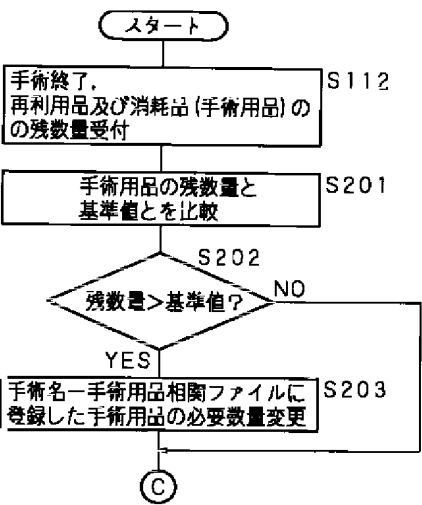 スタート
手術終了,
再利用品及び消耗品(手術用品)の
の残数量受付
S112
手術用品の残数量と
基準値とを比較
S201
S202
残数量>基準値?
NO
YES
手術名ー手術用品相関ファイルに
登録した手術用品の必要数量変更
S203
C